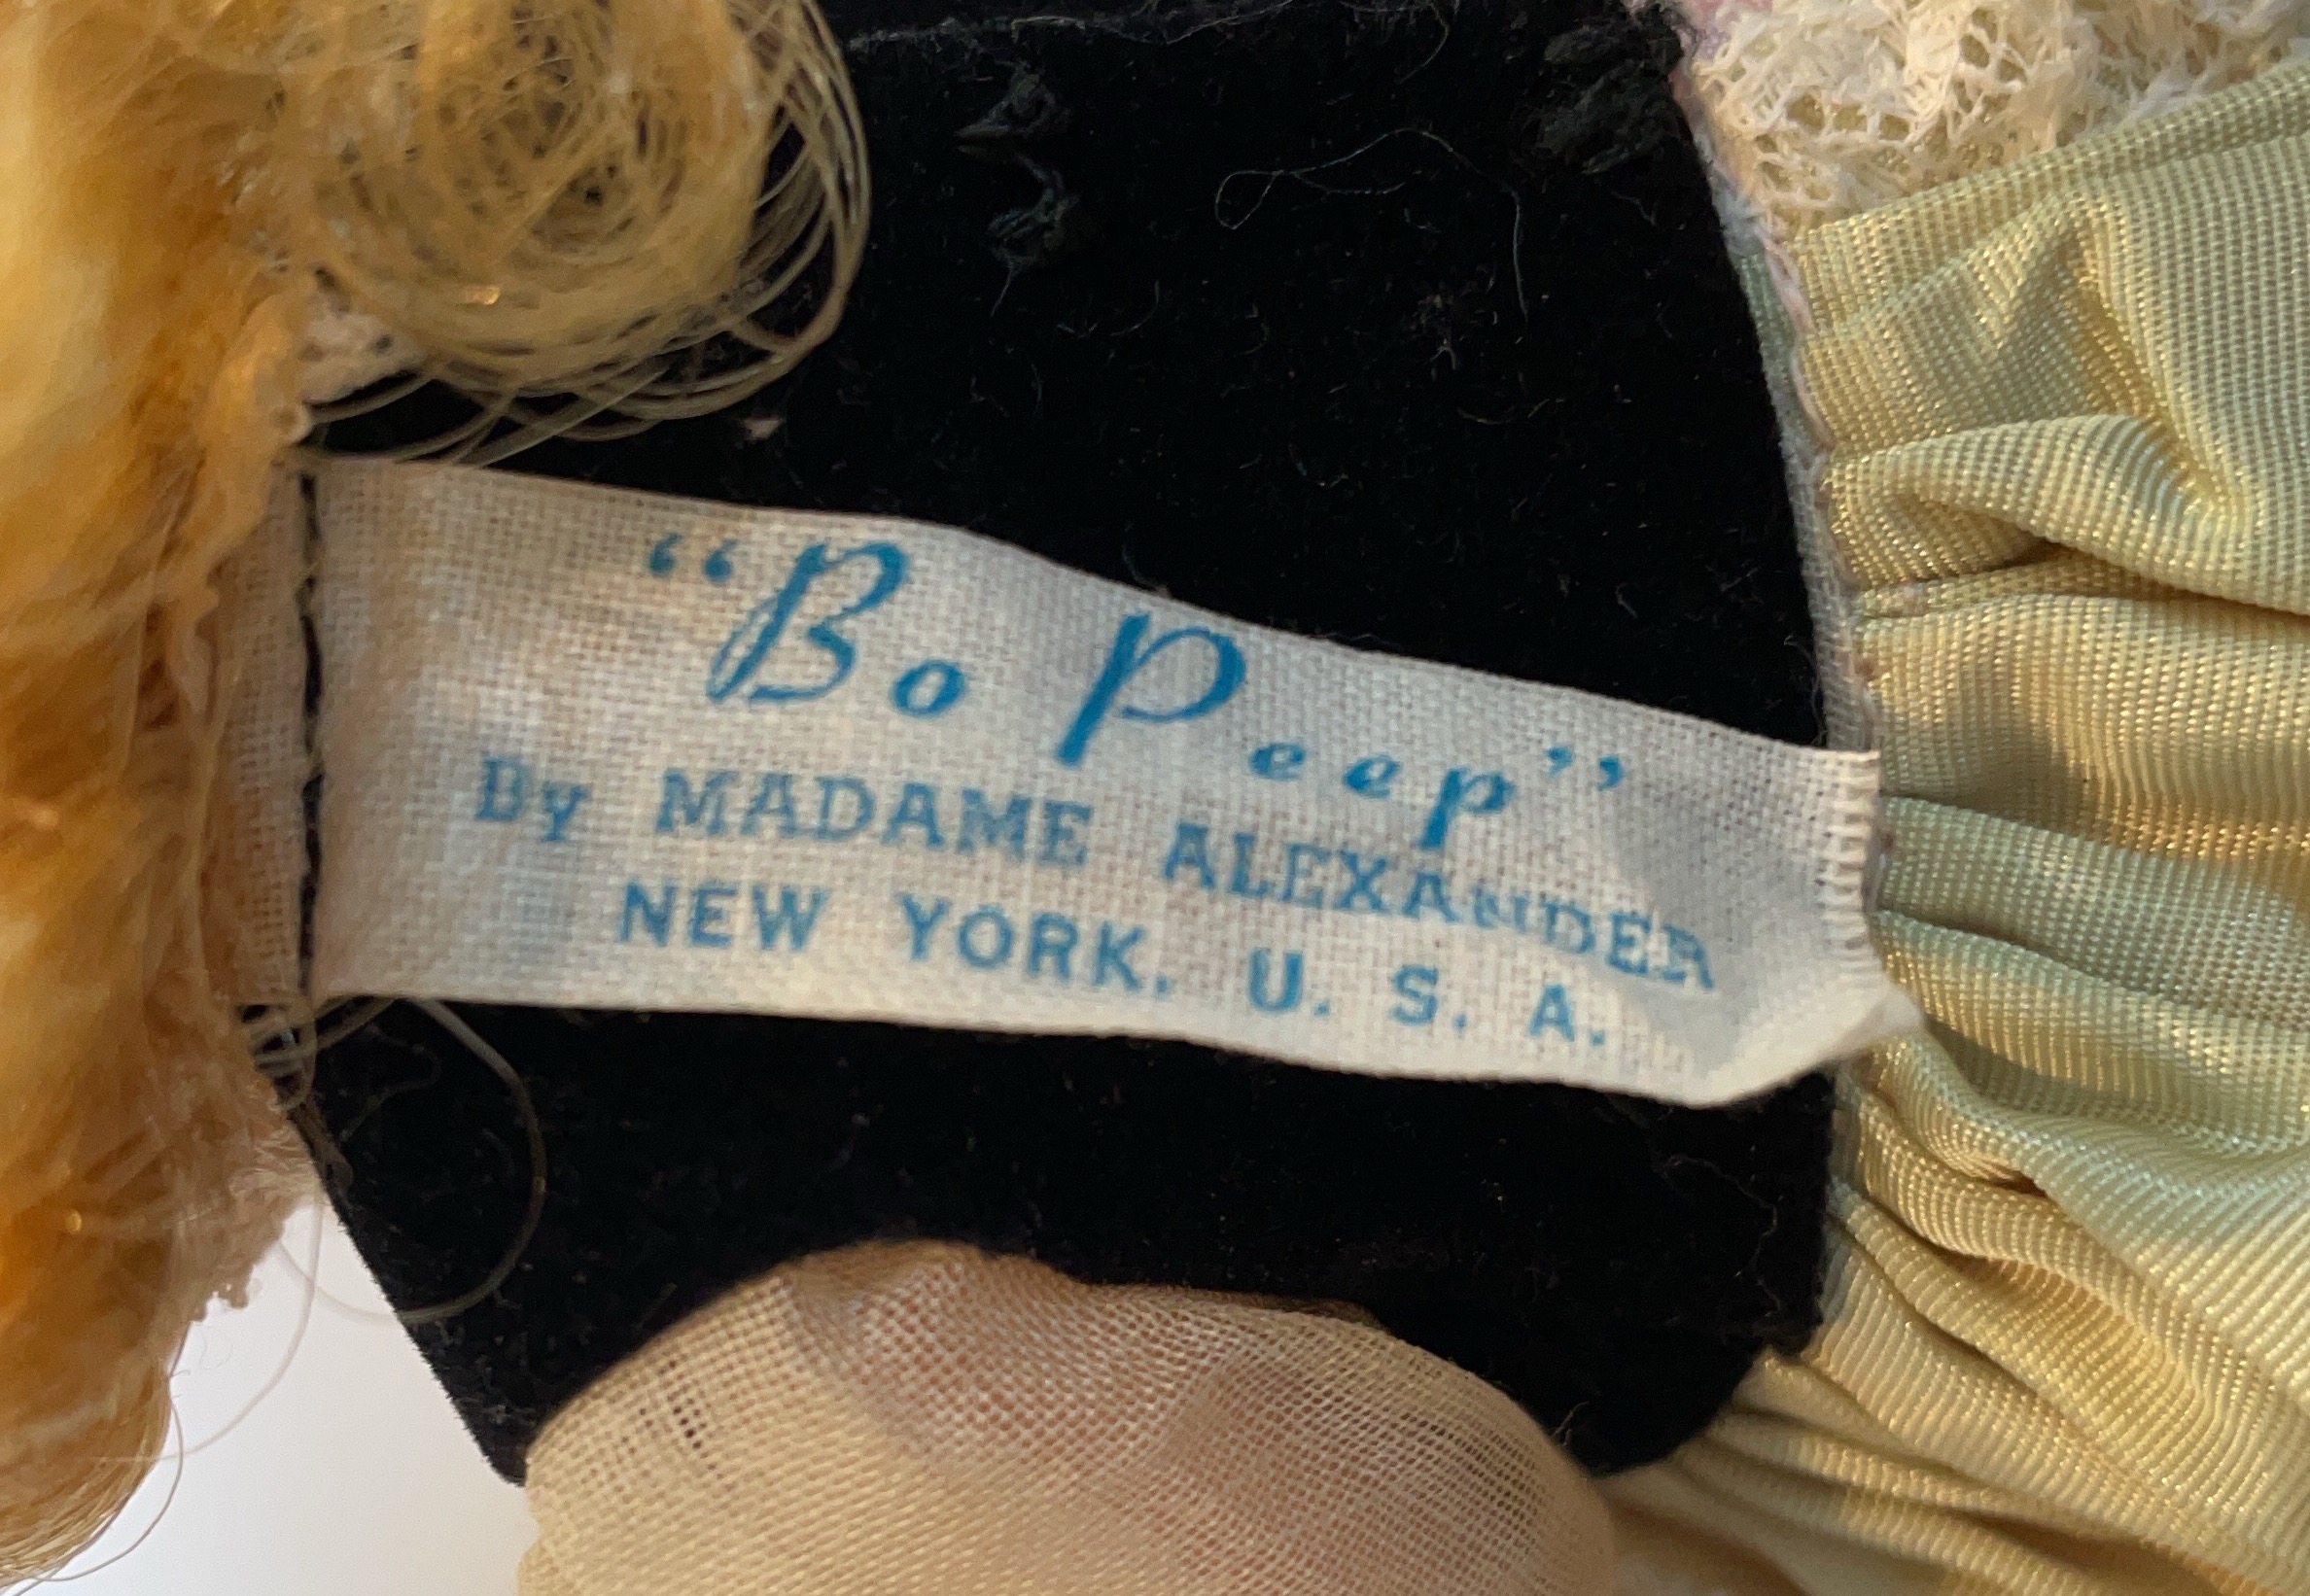 “Bo Peep”
By MADAME ALEXANDER
NEW YORK. U. S. A.